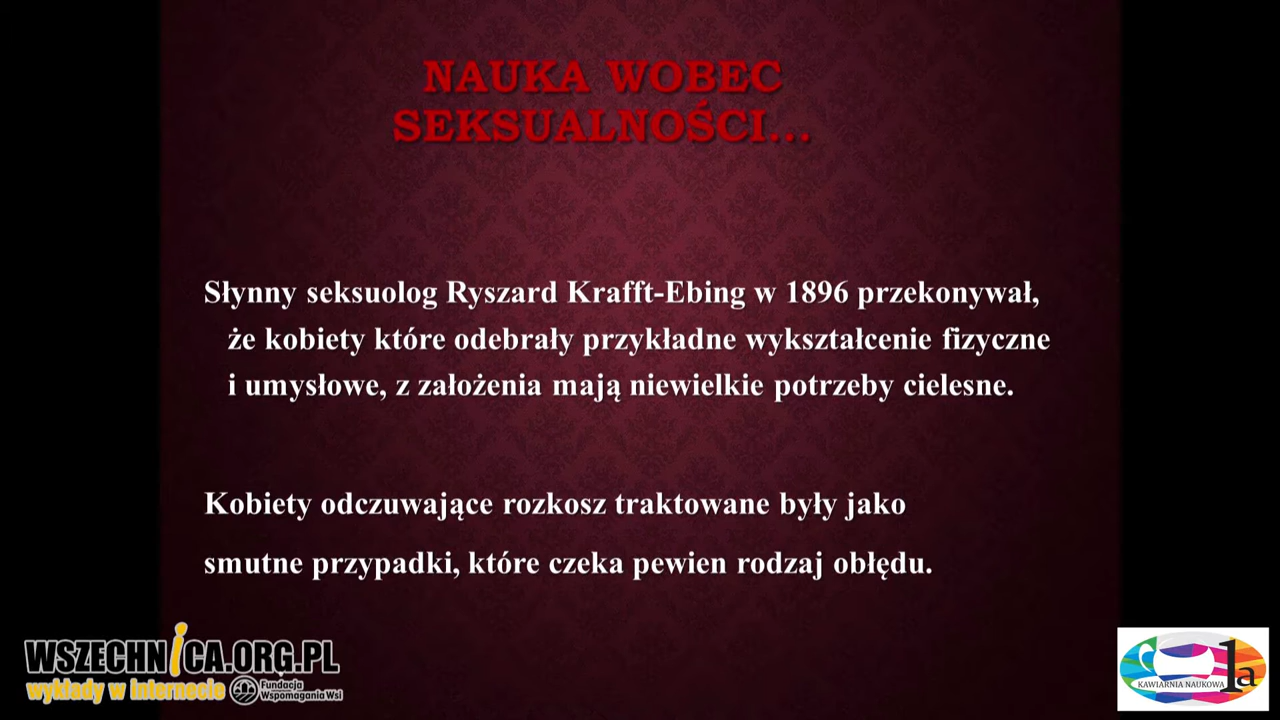 NAUKA WOBEC
SEKSUALNOŚCI...
Słynny seksuolog Ryszard Krafft-Ebing w 1896 przekonywał,
że kobiety które odebrały przykładne wykształcenie fizyczne
i umysłowe, z założenia mają niewielkie potrzeby cielesne.
Kobiety odczuwające rozkosz traktowane były jako
smutne przypadki, które czeka pewien rodzaj obłędu.
WSZECHNICA.ORG.PL
wykłady w internecie
Fundacja
Wspomagania Wsi
KAWIARNIA NAUKOWA
1a